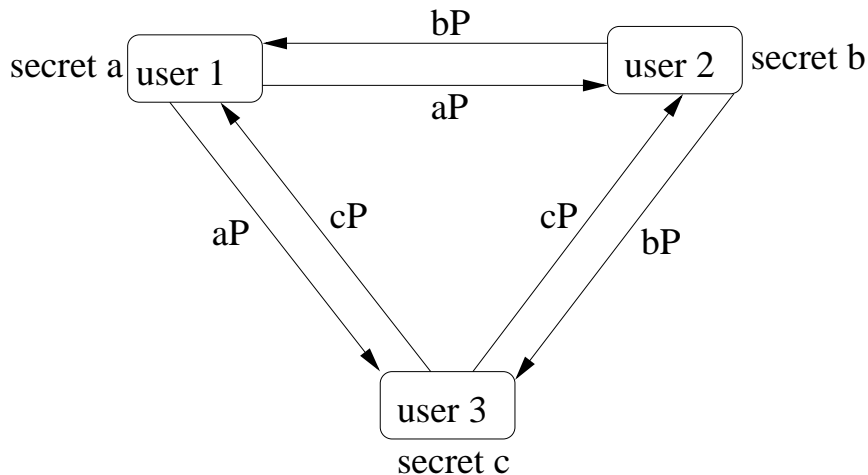 bP
secret a
user 1
user 2
secret b
aP
aP
cP
cP
bP
user 3
secret c